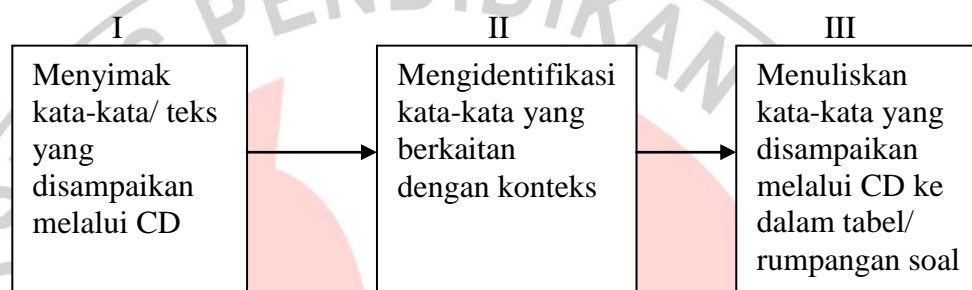 I
II
III
Menyimak
kata-kata/ teks
yang
disampaikan
melalui CD
Mengidentifikasi
kata-kata yang
berkaitan
dengan konteks
Menuliskan
kata-kata yang
disampaikan
melalui CD ke
dalam tabel/
rumpangan soal
PENDIDIKAN